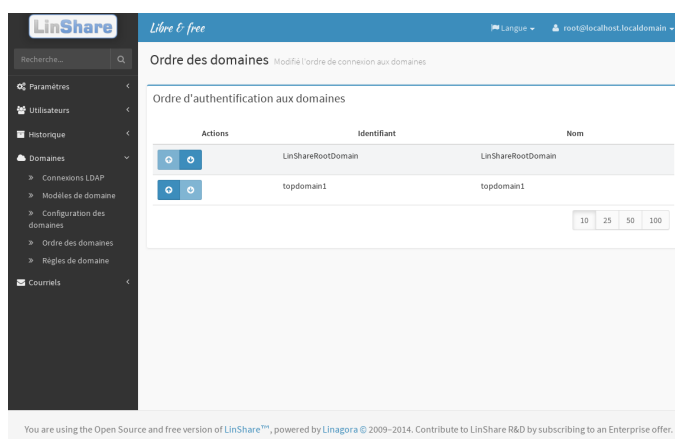 LinShare
Libre & free
Langue
root@localhost.localdomain
Recherche...
Ordre des domaines Modifié l'ordre de connexion aux domaines
Paramètres
Utilisateurs
Historique
Domaines
Connexions LDAP
Modèles de domaine
Configuration des
domaines
Ordre des domaines
Règles de domaine
Courriels
Ordre d'authentification aux domaines
Actions Identifiant Nom
LinShareRootDomain LinShareRootDomain
topdomain1 topdomain1
10 25 50 100
You are using the Open Source and free version of LinShare™, powered by Linagora © 2009–2014. Contribute to LinShare R&D by subscribing to an Enterprise offer.